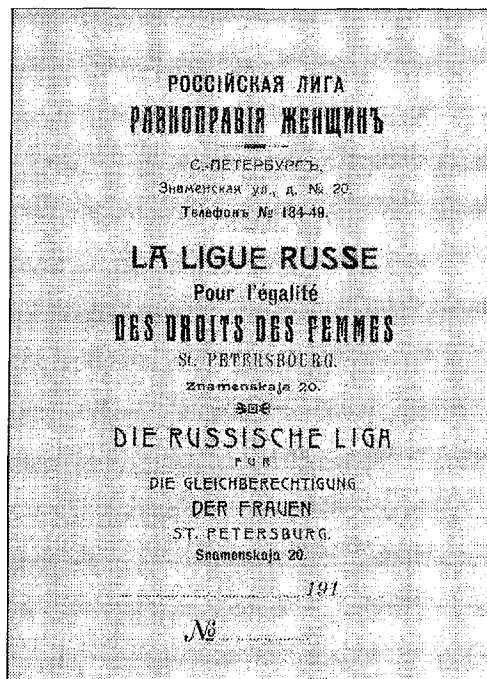 РОССІЙСКАЯ ЛИГА
РАВНОПРАВІЯ ЖЕНЩИНЪ
С.-ПЕТЕРБУРГЪ,
Знаменская ул., д. № 20.
Телефонъ № 184-49.
LA LIGUE RUSSE
Pour l'égalité
DES DROITS DES FEMMES
St. PETERSBOURG.
Znamenskaja 20.
DIE RUSSISCHE LIGA
FÜR
DIE GLEICHBERECHTIGUNG
DER FRAUEN
ST. PETERSBURG.
Snamenskaja 20.
191
№